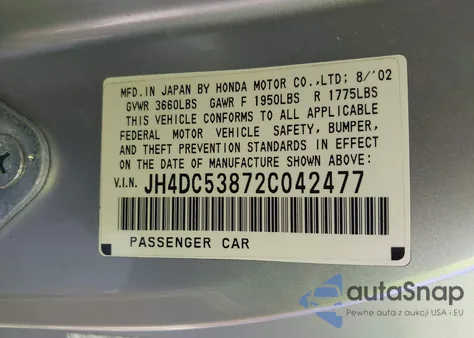 MFD. IN JAPAN BY HONDA MOTOR CO.,LTD; 8/'02
GVWR 3660LBS GAWR F 1950LBS R 1775LBS
THIS VEHICLE CONFORMS TO ALL APPLICABLE
FEDERAL MOTOR VEHICLE SAFETY, BUMPER,
AND THEFT PREVENTION STANDARDS IN EFFECT
ON THE DATE OF MANUFACTURE SHOWN ABOVE:
V.I.N. JH4DC53872C042477
PASSENGER CAR
autaSnap
Pewne auta z aukcji USA i EU